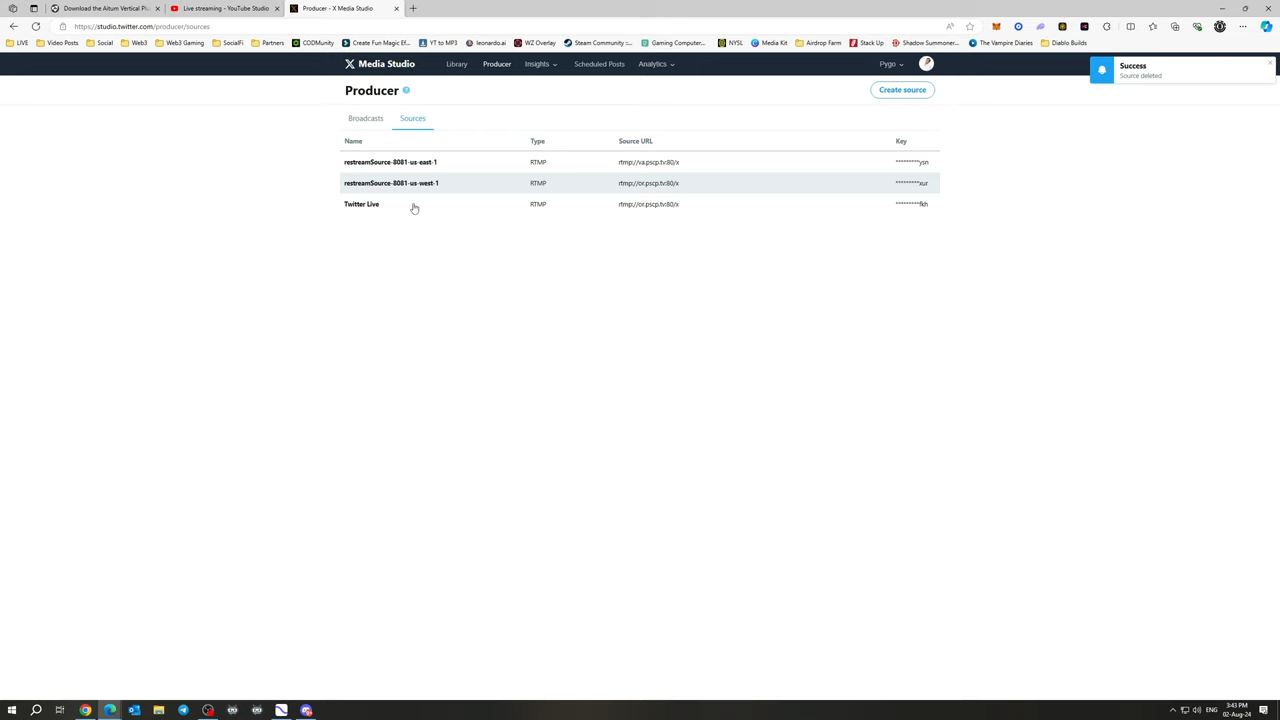 Download the Aitum Vertical Plu
Live streaming - YouTube Studio
Producer - X Media Studio
https://studio.twitter.com/producer/sources
LIVE
Video Posts
Social
Web3
Web3 Gaming
SocialFi
Partners
CODMunity
Create Fun Magic Ef...
YT to MP3
leonardo.ai
WZ Overlay
Steam Community ::...
Gaming Computer...
NYSL
Media Kit
Airdrop Farm
Stack Up
Shadow Summoner...
The Vampire Diaries
Diablo Builds
X Media Studio
Library
Producer
Insights
Scheduled Posts
Analytics
Pygo
Success
Source deleted
Producer
Create source
Broadcasts
Sources
Name Type Source URL Key
restreamSource-8081-us-east-1 RTMP rtmp://va.pscp.tv:80/x *********ysn
restreamSource-8081-us-west-1 RTMP rtmp://or.pscp.tv:80/x *********xur
Twitter Live RTMP rtmp://or.pscp.tv:80/x *********fkh
ENG
3:43 PM
02-Aug-24